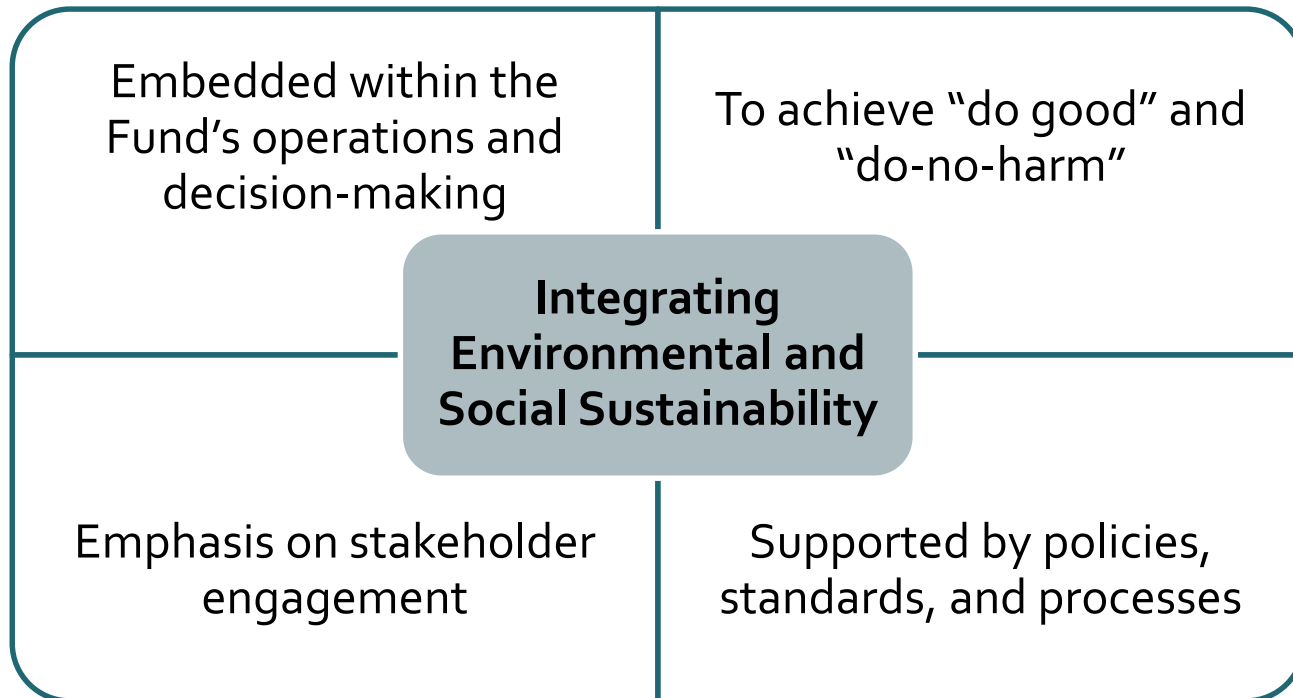 Embedded within the
Fund’s operations and
decision-making
To achieve “do good” and
“do-no-harm”
Integrating
Environmental and
Social Sustainability
Emphasis on stakeholder
engagement
Supported by policies,
standards, and processes